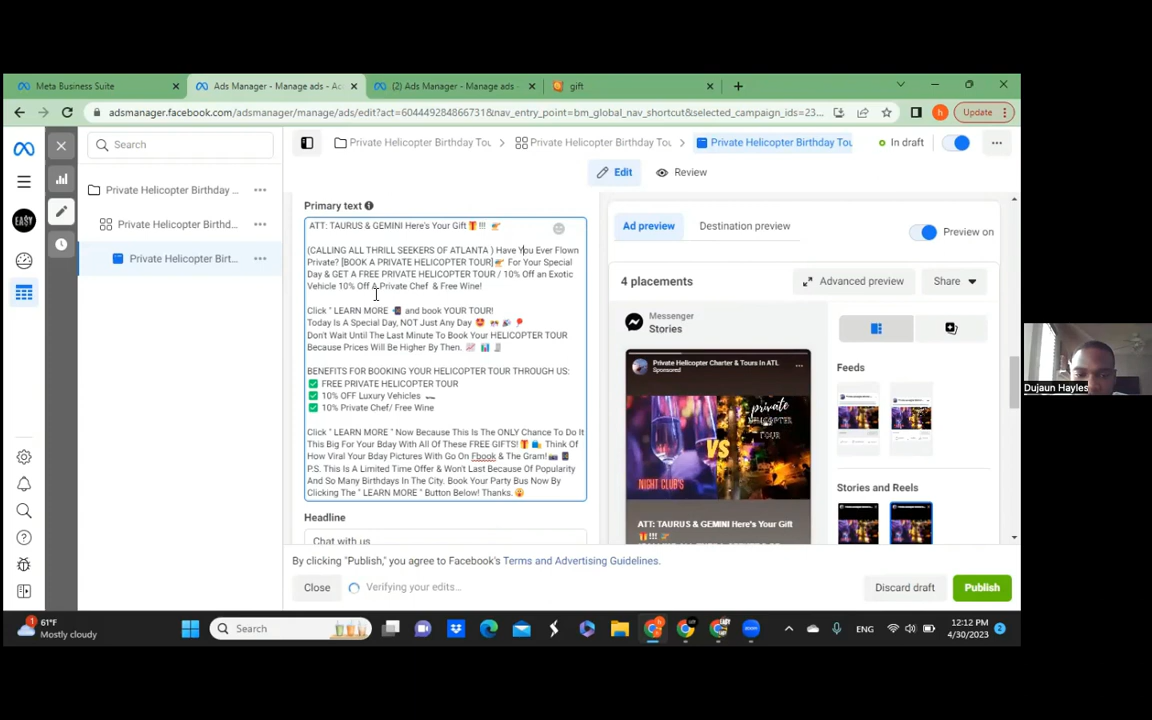 Meta Business Suite
Ads Manager - Manage ads - Ad
(2) Ads Manager - Manage ads -
gift
adsmanager.facebook.com/adsmanager/manage/ads/edit?act=604449284866731&nav_entry_point=bm_global_nav_shortcut&selected_campaign_ids=23...
Update
Search
Private Helicopter Birthday Tou
Private Helicopter Birthday Tou
Private Helicopter Birthday Tou
In draft
Edit
Review
Private Helicopter Birthday ...
Private Helicopter Birthd...
Private Helicopter Birt...
EASY
Primary text
ATT: TAURUS & GEMINI Here's Your Gift 🎁!!! 🚁
(CALLING ALL THRILL SEEKERS OF ATLANTA ) Have You Ever Flown
Private? [BOOK A PRIVATE HELICOPTER TOUR]🚁 For Your Special
Day & GET A FREE PRIVATE HELICOPTER TOUR / 10% Off an Exotic
Vehicle 10% Off A Private Chef & Free Wine!
Click " LEARN MORE 📲 and book YOUR TOUR!
Today Is A Special Day, NOT Just Any Day 🤩 🎊 🎉 🎈
Don't Wait Until The Last Minute To Book Your HELICOPTER TOUR
Because Prices Will Be Higher By Then. 📈 📊 🧾
BENEFITS FOR BOOKING YOUR HELICOPTER TOUR THROUGH US:
✅ FREE PRIVATE HELICOPTER TOUR
✅ 10% OFF Luxury Vehicles
✅ 10% Private Chef/ Free Wine
Click " LEARN MORE " Now Because This Is The ONLY Chance To Do It
This Big For Your Bday With All Of These FREE GIFTS! 🎁 🛍 Think Of
How Viral Your Bday Pictures With Go On Fbook & The Gram! 📷 📱
P.S. This Is A Limited Time Offer & Won't Last Because Of Popularity
And So Many Birthdays In The City. Book Your Party Bus Now By
Clicking The " LEARN MORE " Button Below! Thanks. 😩
Headline
Chat with us
Ad preview
Destination preview
Preview on
4 placements
Advanced preview
Share
Messenger
Stories
Private Helicopter Charter & Tours In ATL
Sponsored
private
HELICOPTER
TOUR
VS
NIGHT CLUB'S
ATT: TAURUS & GEMINI Here's Your Gift
🎁!!! 🚁
Feeds
Stories and Reels
By clicking "Publish," you agree to Facebook's Terms and Advertising Guidelines.
Close
Verifying your edits...
Discard draft
Publish
Dujaun Hayles
1
61°F
Mostly cloudy
Search
ENG
12:12 PM
4/30/2023
2